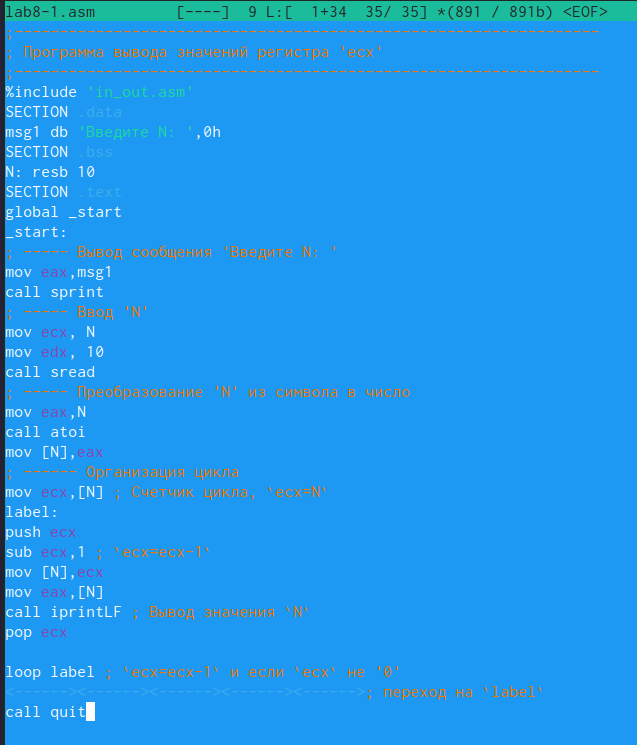 lab8-1.asm [----] 9 L:[ 1+34 35/ 35] *(891 / 891b) <EOF>
;-----------------------------------------------------------------
; Программа вывода значений регистра 'ecx'
;-----------------------------------------------------------------
%include 'in_out.asm'
SECTION .data
msg1 db 'Введите N: ',0h
SECTION .bss
N: resb 10
SECTION .text
global _start
_start:
; ----- Вывод сообщения 'Введите N: '
mov eax,msg1
call sprint
; ----- Ввод 'N'
mov ecx, N
mov edx, 10
call sread
; ----- Преобразование 'N' из символа в число
mov eax,N
call atoi
mov [N],eax
; ------ Организация цикла
mov ecx,[N] ; Счетчик цикла, `ecx=N`
label:
push ecx
sub ecx,1 ; `ecx=ecx-1`
mov [N],ecx
mov eax,[N]
call iprintLF ; Вывод значения `N`
pop ecx
loop label ; `ecx=ecx-1` и если `ecx` не '0'
<------><------><------><------><------>; переход на `label`
call quit